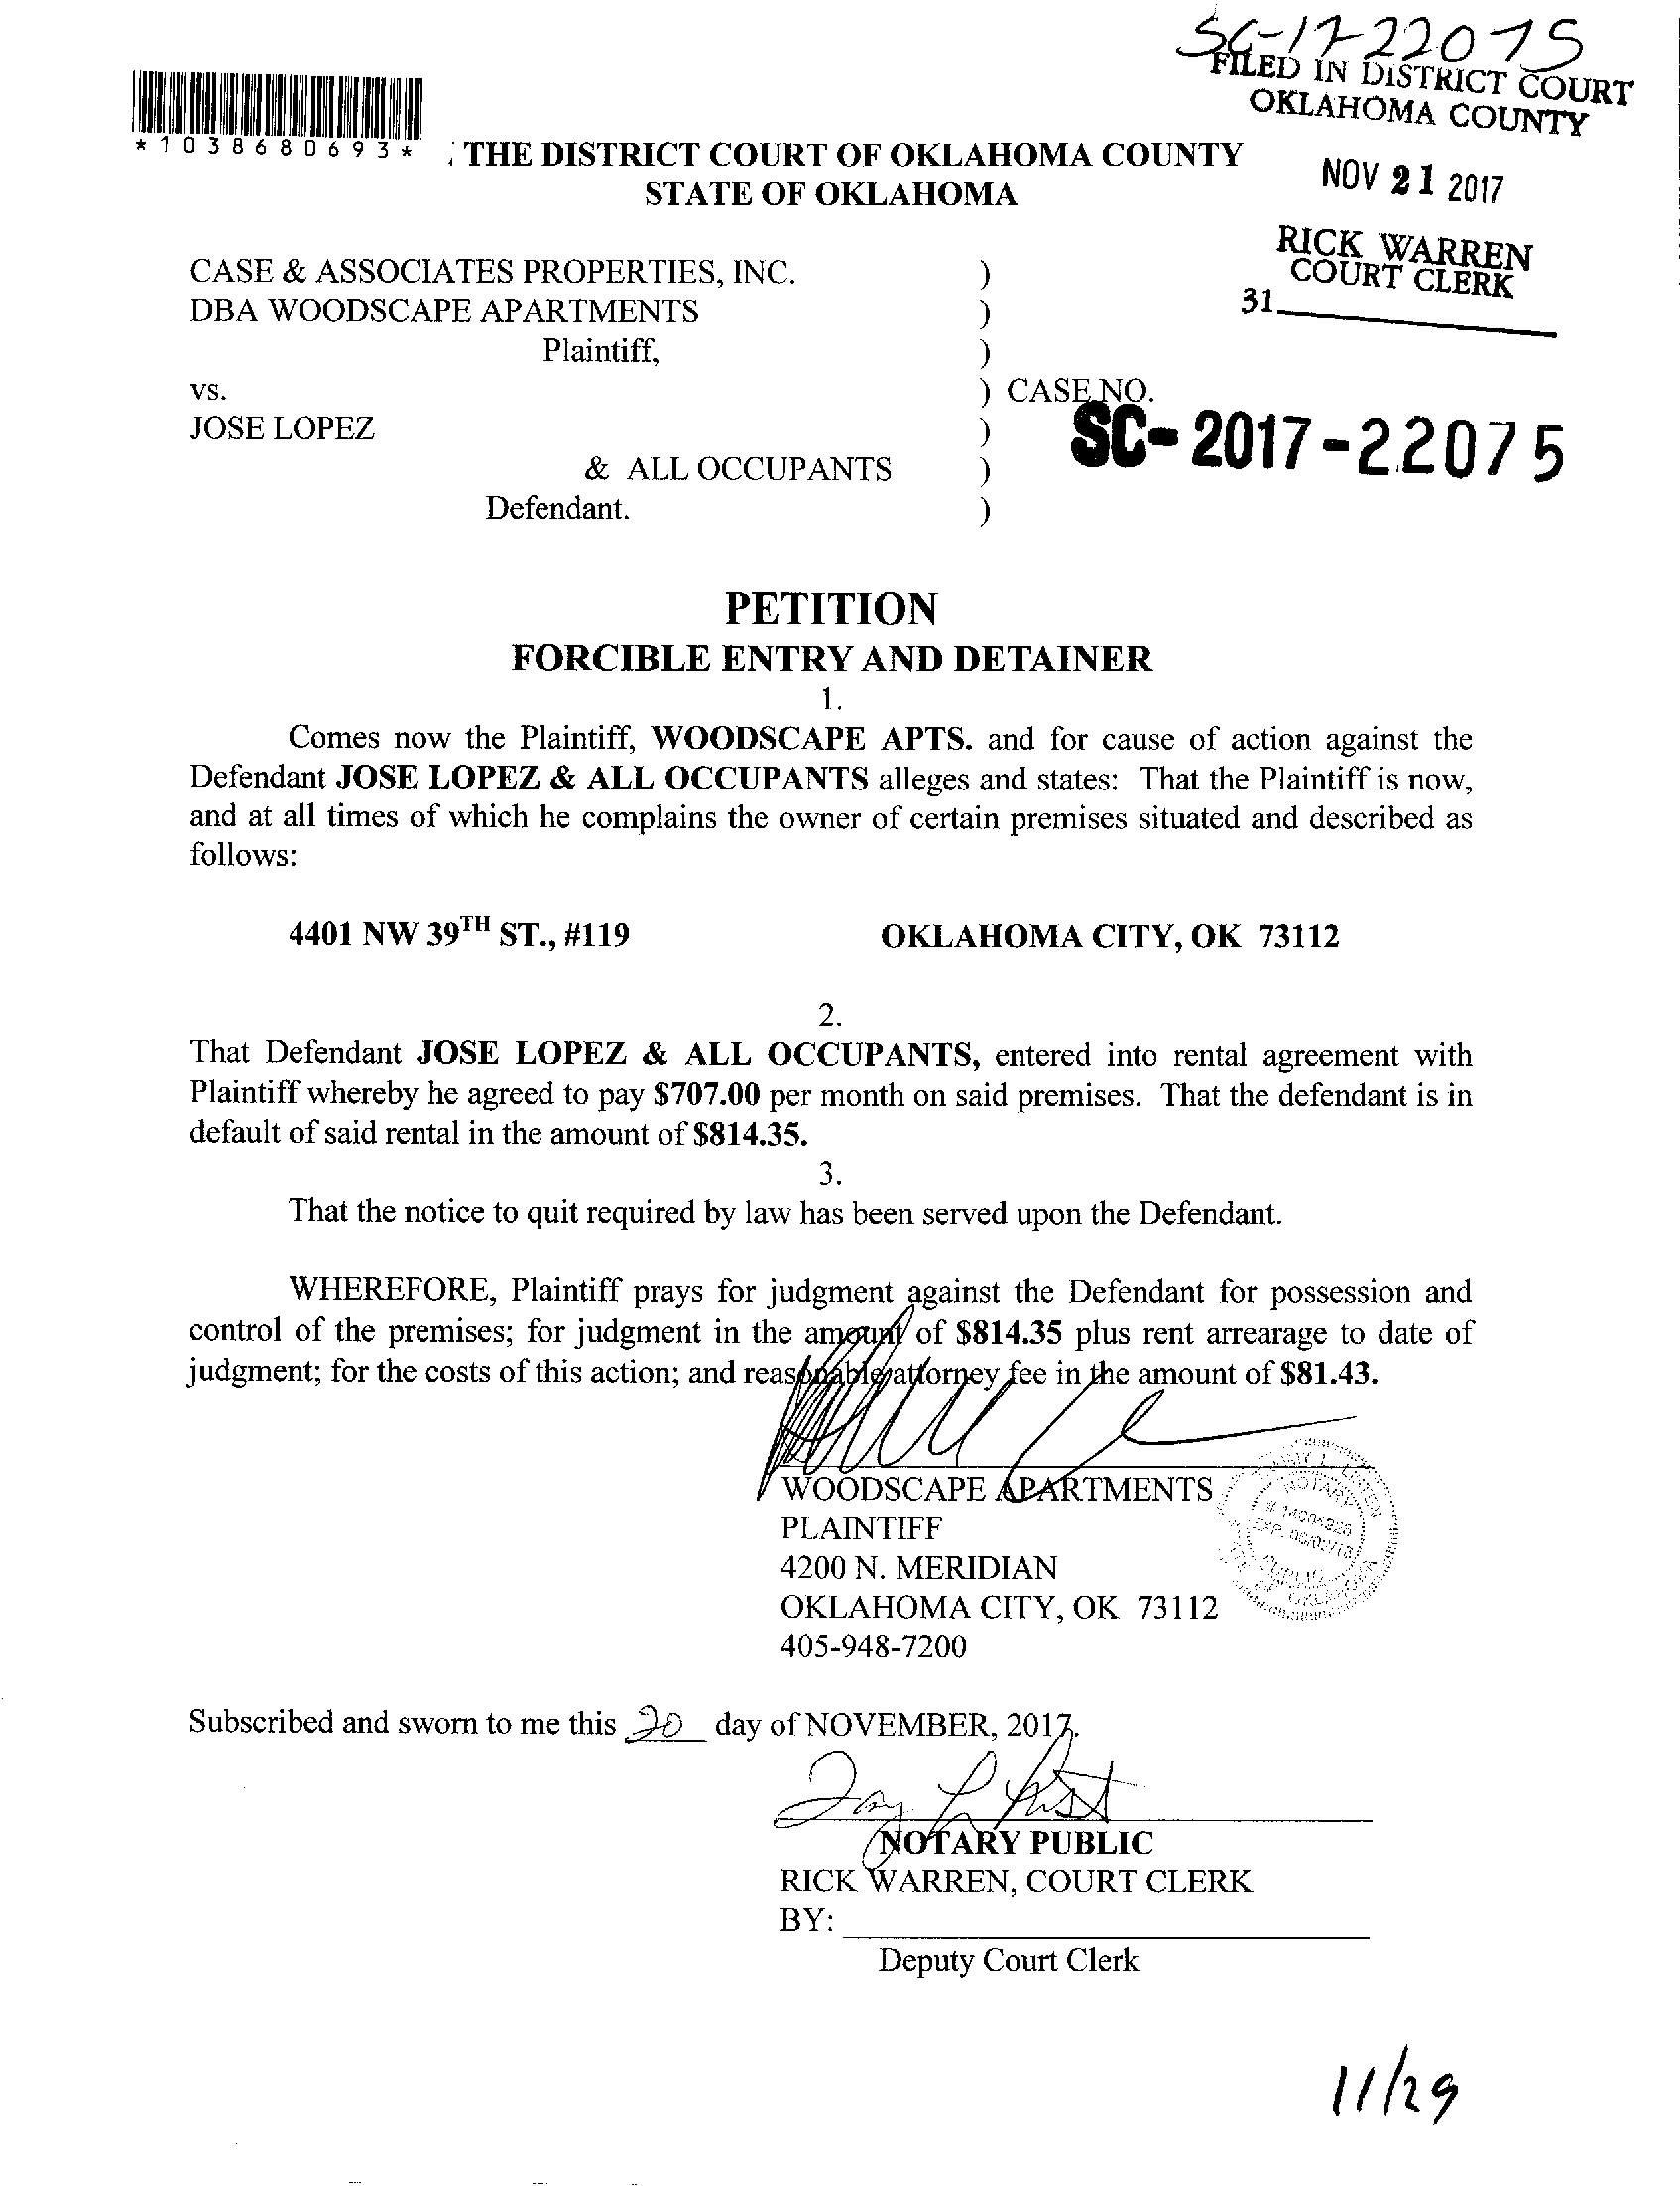 SC-17-22075
FILED IN DISTRICT COURT
OKLAHOMA COUNTY
NOV 21 2017
RICK WARREN
COURT CLERK
31
*1038680693*
THE DISTRICT COURT OF OKLAHOMA COUNTY
STATE OF OKLAHOMA
CASE & ASSOCIATES PROPERTIES, INC. )
DBA WOODSCAPE APARTMENTS )
Plaintiff, )
vs. ) CASE NO.
JOSE LOPEZ ) SC-2017-22075
& ALL OCCUPANTS )
Defendant. )
PETITION
FORCIBLE ENTRY AND DETAINER
1.
Comes now the Plaintiff, WOODSCAPE APTS. and for cause of action against the
Defendant JOSE LOPEZ & ALL OCCUPANTS alleges and states: That the Plaintiff is now,
and at all times of which he complains the owner of certain premises situated and described as
follows:
4401 NW 39TH ST., #119 OKLAHOMA CITY, OK 73112
2.
That Defendant JOSE LOPEZ & ALL OCCUPANTS, entered into rental agreement with
Plaintiff whereby he agreed to pay $707.00 per month on said premises. That the defendant is in
default of said rental in the amount of $814.35.
3.
That the notice to quit required by law has been served upon the Defendant.
WHEREFORE, Plaintiff prays for judgment against the Defendant for possession and
control of the premises; for judgment in the amount of $814.35 plus rent arrearage to date of
judgment; for the costs of this action; and reasonable attorney fee in the amount of $81.43.
WOODSCAPE APARTMENTS
PLAINTIFF
4200 N. MERIDIAN
OKLAHOMA CITY, OK 73112
405-948-7200
NOTARY
PUBLIC
Subscribed and sworn to me this 20 day of NOVEMBER, 2017.
NOTARY PUBLIC
RICK WARREN, COURT CLERK
BY:
Deputy Court Clerk
11/29